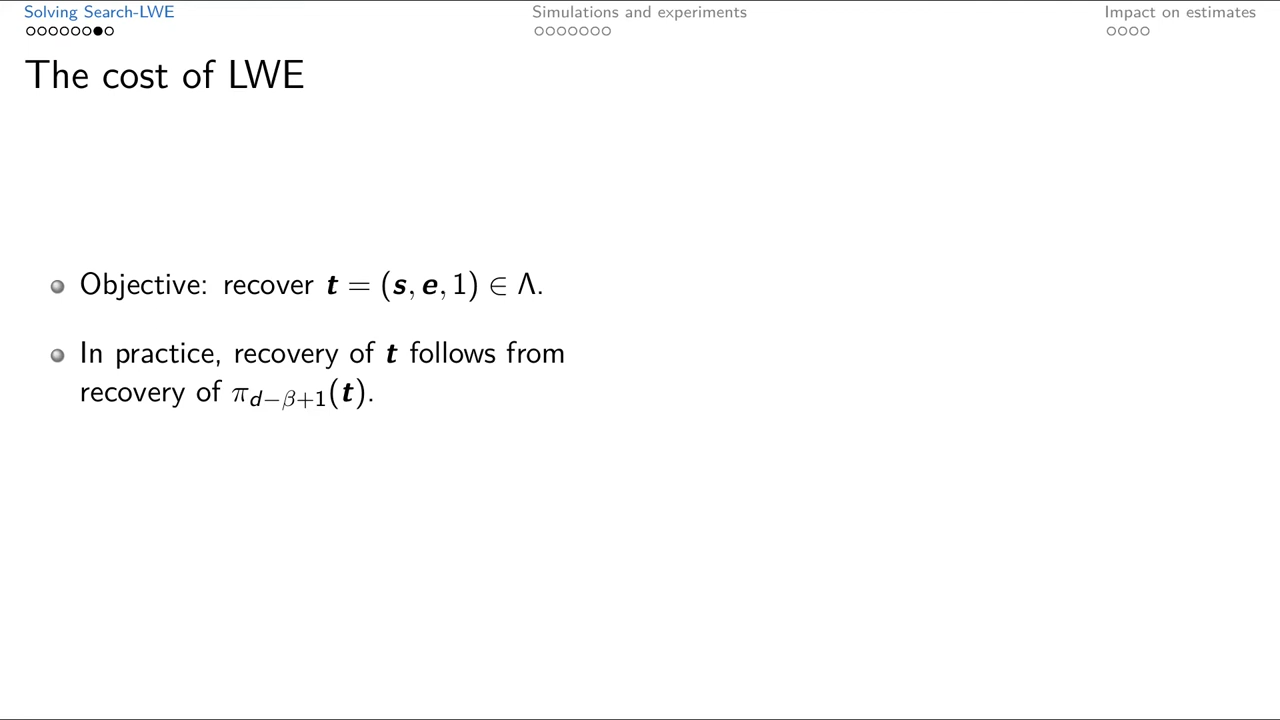 Solving Search-LWE
Simulations and experiments
Impact on estimates
The cost of LWE
Objective: recover t = (s, e, 1) ∈ Λ.
In practice, recovery of t follows from
recovery of π_{d−β+1}(t).